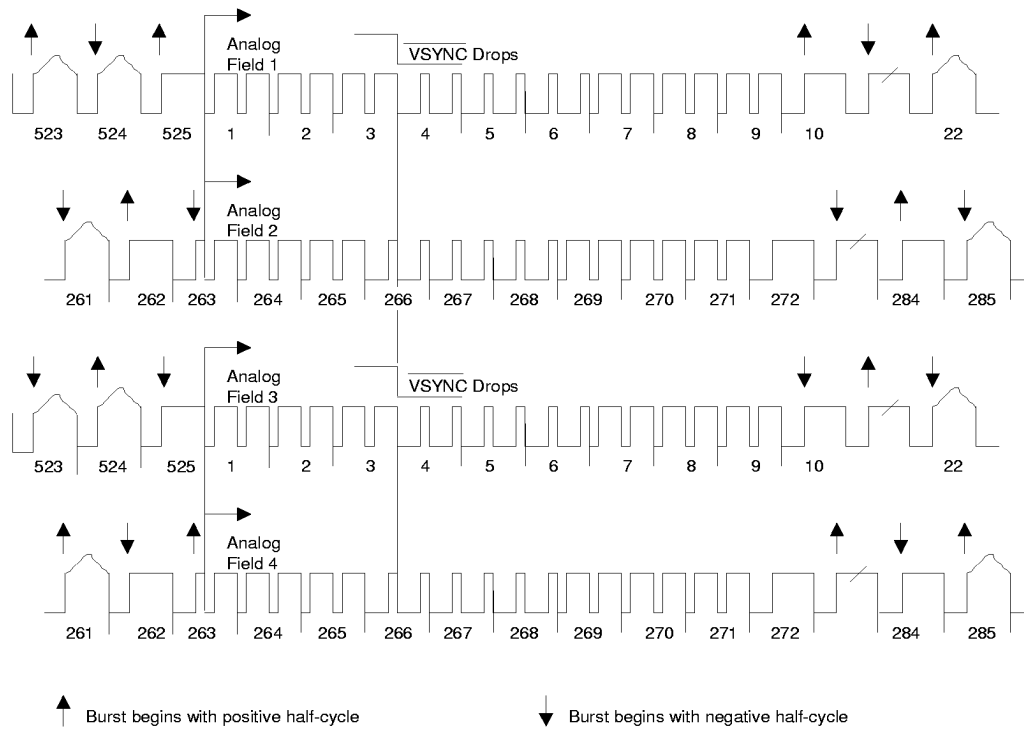 Analog
Field 1
VSYNC Drops
523 524 525 1 2 3 4 5 6 7 8 9 10 22
Analog
Field 2
261 262 263 264 265 266 267 268 269 270 271 272 284 285
Analog
Field 3
VSYNC Drops
523 524 525 1 2 3 4 5 6 7 8 9 10 22
Analog
Field 4
261 262 263 264 265 266 267 268 269 270 271 272 284 285
Burst begins with positive half-cycle
Burst begins with negative half-cycle